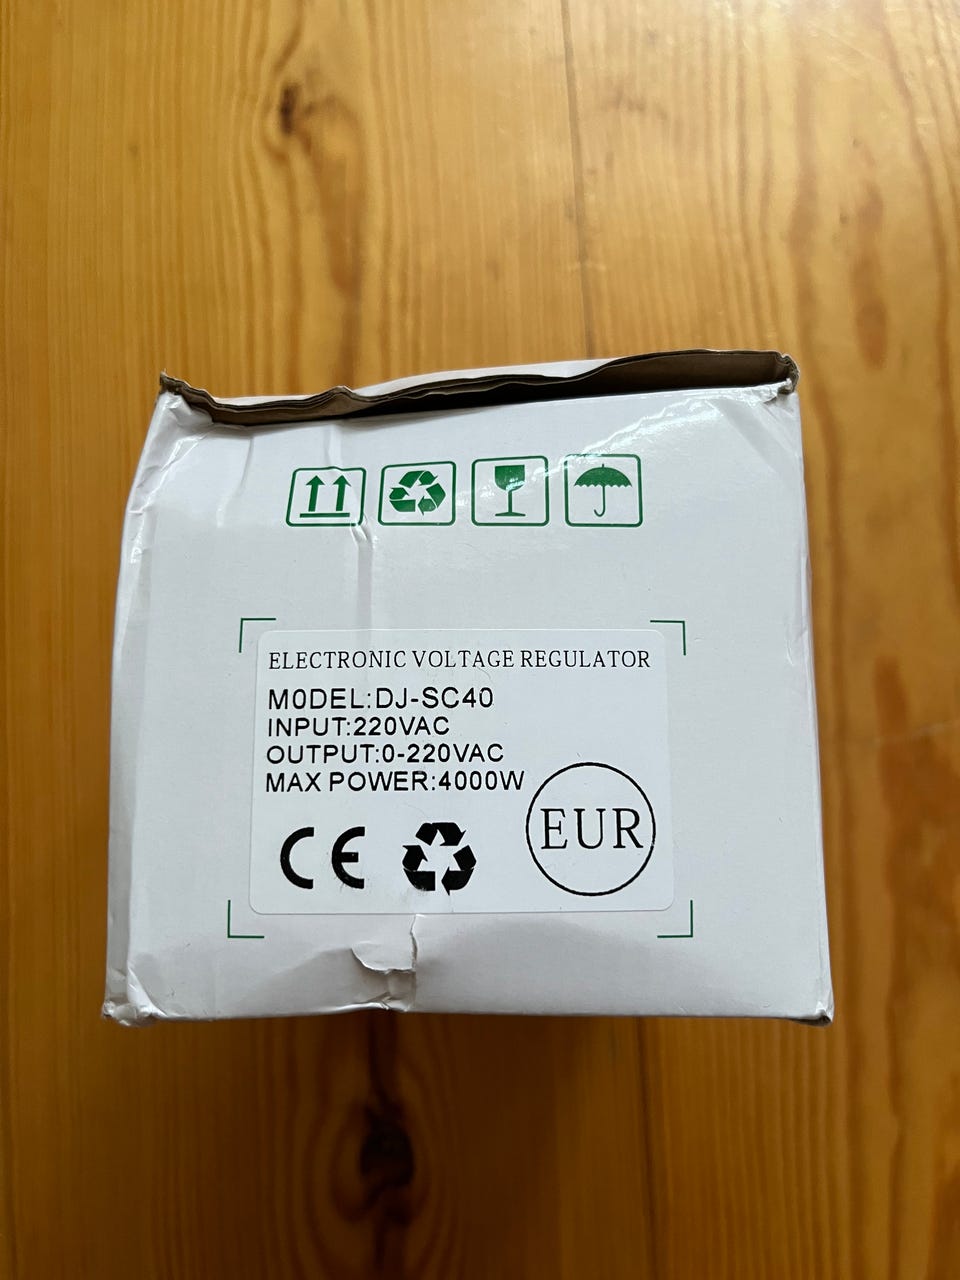 ELECTRONIC VOLTAGE REGULATOR
M0DEL:DJ-SC40
INPUT:220VAC
OUTPUT:0-220VAC
MAX POWER:4000W
CE
EUR